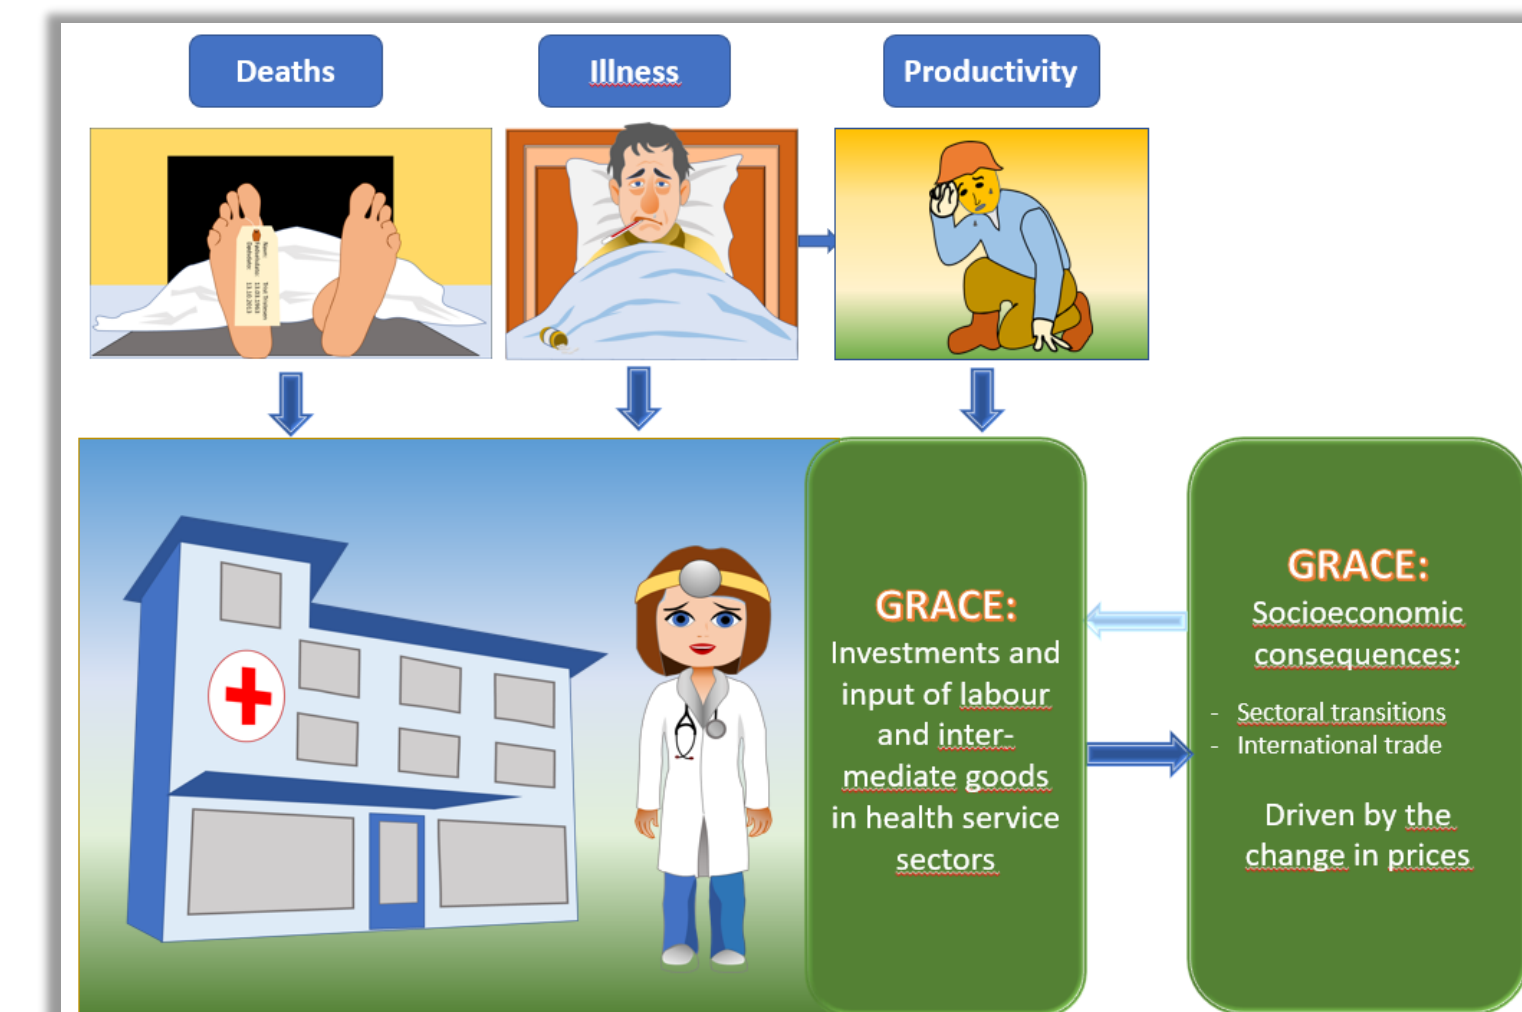 Deaths
Illness
Productivity
GRACE:
Investments and
input of labour
and inter-
mediate goods
in health service
sectors
GRACE:
Socioeconomic
consequences:
- Sectoral transitions
- International trade
Driven by the
change in prices